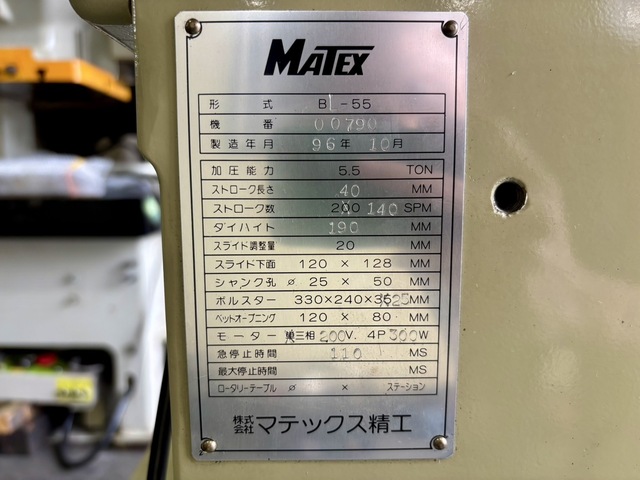 MATEX
形式 BL-55
機番 00790
製造年月 96年 10月
加圧能力 5.5 TON
ストローク長さ 40 MM
ストローク数 200 140 SPM
ダイハイト 190 MM
スライド調整量 20 MM
スライド下面 120 × 128 MM
シャンク孔 ø 25 × 50 MM
ボルスター 330×240×35 25 MM
ベットオープニング 120 × 80 MM
モーター 単三相 200V. 4P 300W
急停止時間 110 MS
最大停止時間 MS
ロータリーテーブル ø × ステーション
株式会社 マテックス精工